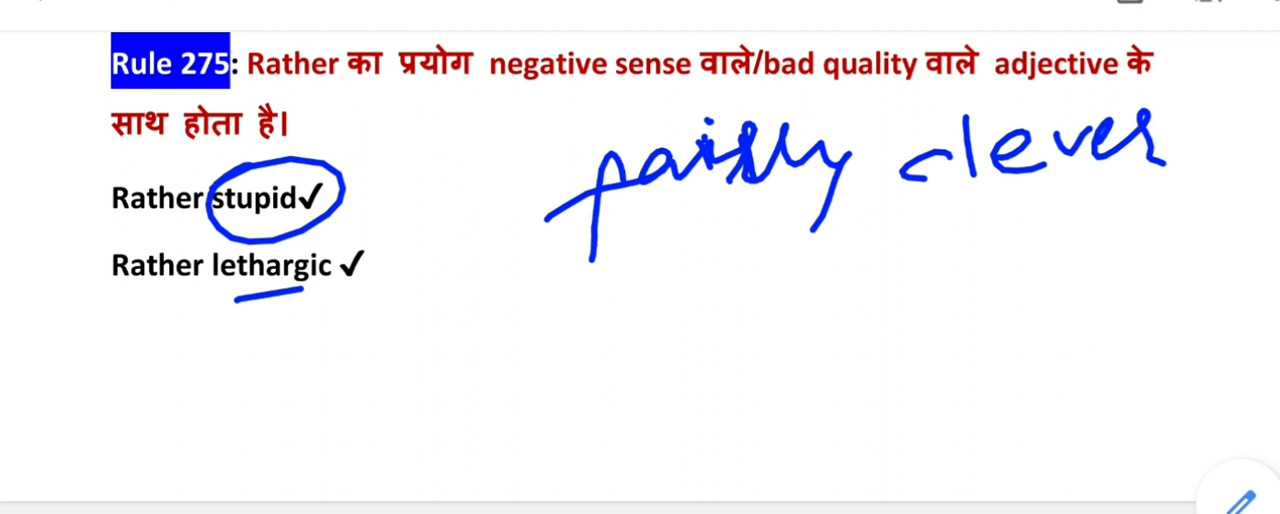 Rule 275: Rather का प्रयोग negative sense वाले/bad quality वाले adjective के
साथ होता है।
fairly clever
Rather stupid✓
Rather lethargic ✓